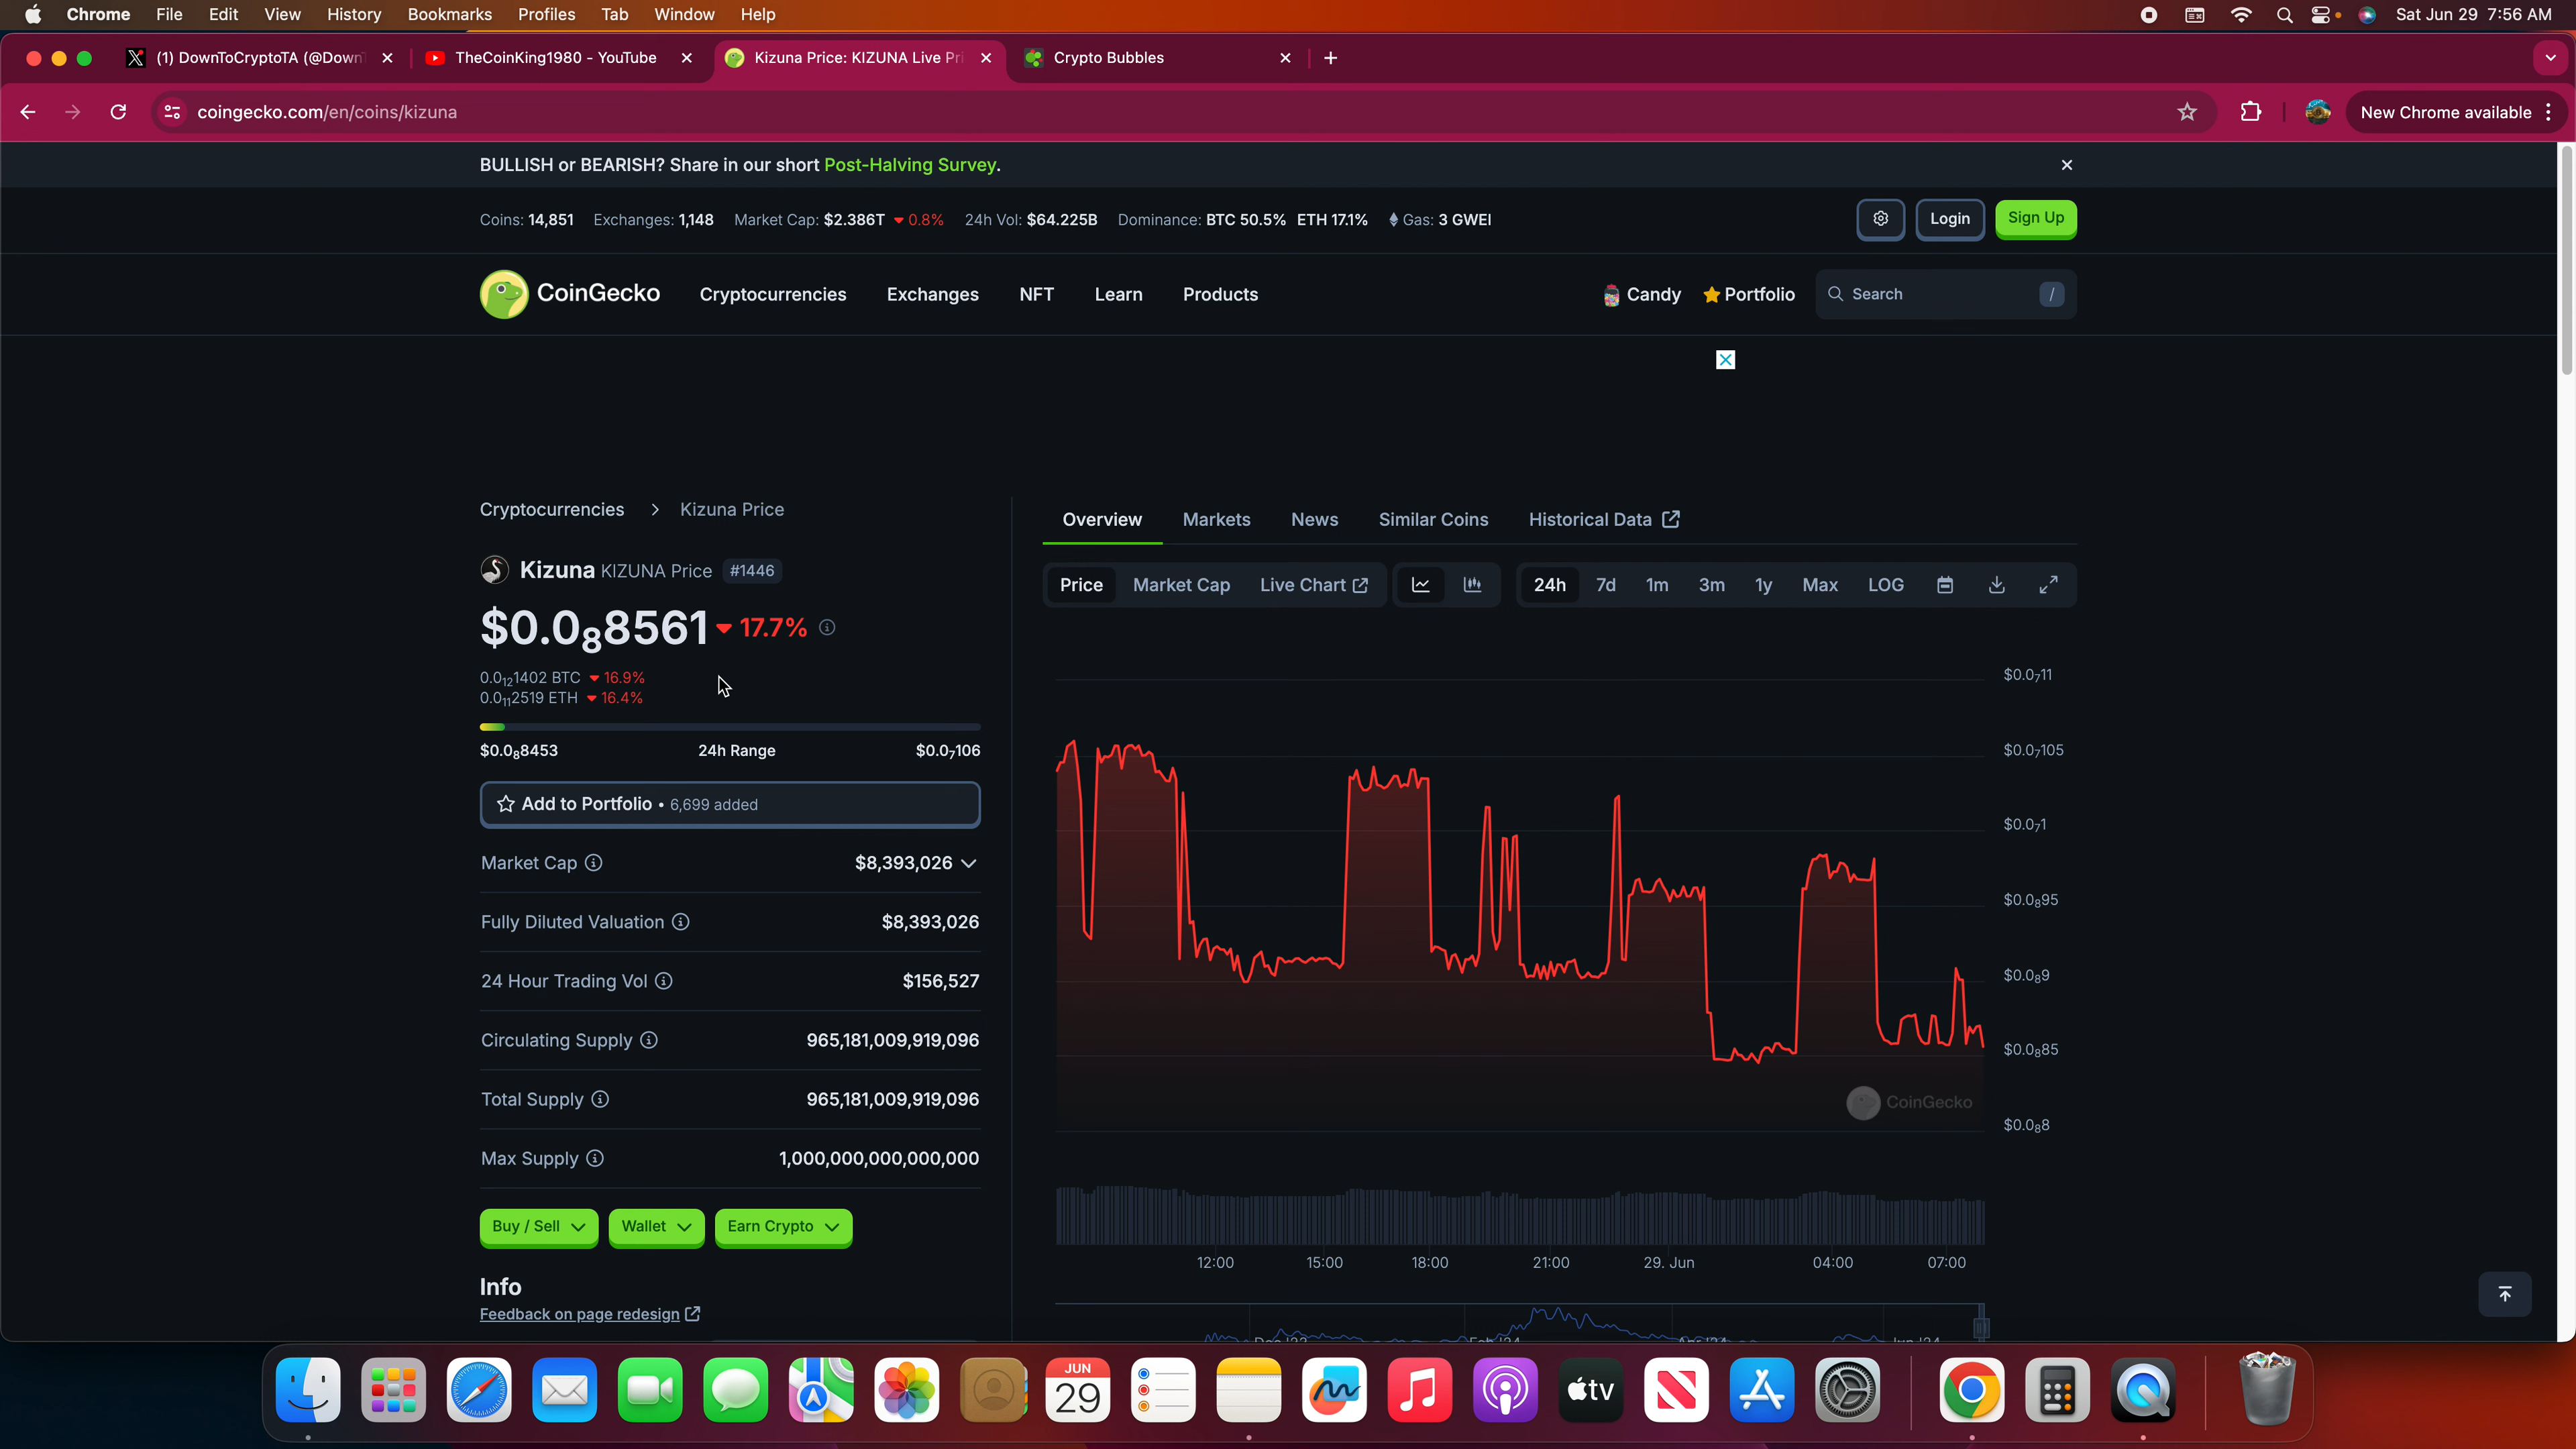 Chrome File Edit View History Bookmarks Profiles Tab Window Help Sat Jun 29 7:56 AM
(1) DownToCryptoTA (@Down TheCoinKing1980 - YouTube Kizuna Price: KIZUNA Live Pri Crypto Bubbles
coingecko.com/en/coins/kizuna New Chrome available
BULLISH or BEARISH? Share in our short Post-Halving Survey.
Coins: 14,851 Exchanges: 1,148 Market Cap: $2.386T 0.8% 24h Vol: $64.225B Dominance: BTC 50.5% ETH 17.1% Gas: 3 GWEI Login Sign Up
CoinGecko Cryptocurrencies Exchanges NFT Learn Products Candy Portfolio Search /
Cryptocurrencies > Kizuna Price
Overview Markets News Similar Coins Historical Data
Kizuna KIZUNA Price #1446
Price Market Cap Live Chart 24h 7d 1m 3m 1y Max LOG
$0.0₈8561 17.7%
0.0₁₂1402 BTC 16.9%
0.0₁₁2519 ETH 16.4%
$0.0₈8453 24h Range $0.0₇106
Add to Portfolio • 6,699 added
Market Cap $8,393,026
Fully Diluted Valuation $8,393,026
24 Hour Trading Vol $156,527
Circulating Supply 965,181,009,919,096
Total Supply 965,181,009,919,096
Max Supply 1,000,000,000,000,000
Buy / Sell Wallet Earn Crypto
Info
Feedback on page redesign
$0.0₇11
$0.0₇105
$0.0₇1
$0.0₈95
$0.0₈9
$0.0₈85
$0.0₈8
CoinGecko
12:00 15:00 18:00 21:00 29. Jun 04:00 07:00
JUN
29
tv